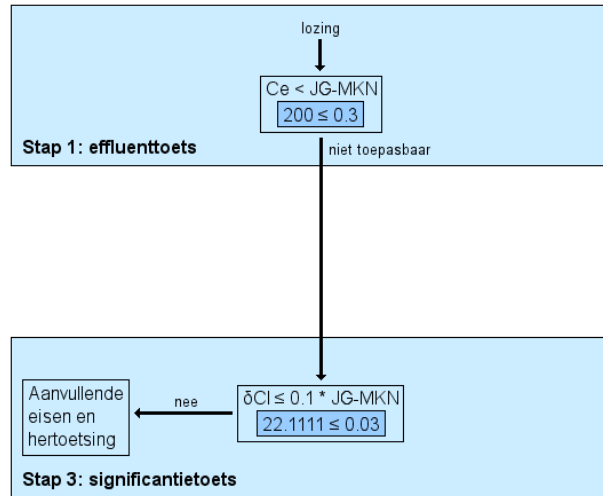 lozing
Ce < JG-MKN
200 ≤ 0.3
Stap 1: effluenttoets
niet toepasbaar
Aanvullende
eisen en
hertoetsing
nee
δCl ≤ 0.1 * JG-MKN
22.1111 ≤ 0.03
Stap 3: significantietoets